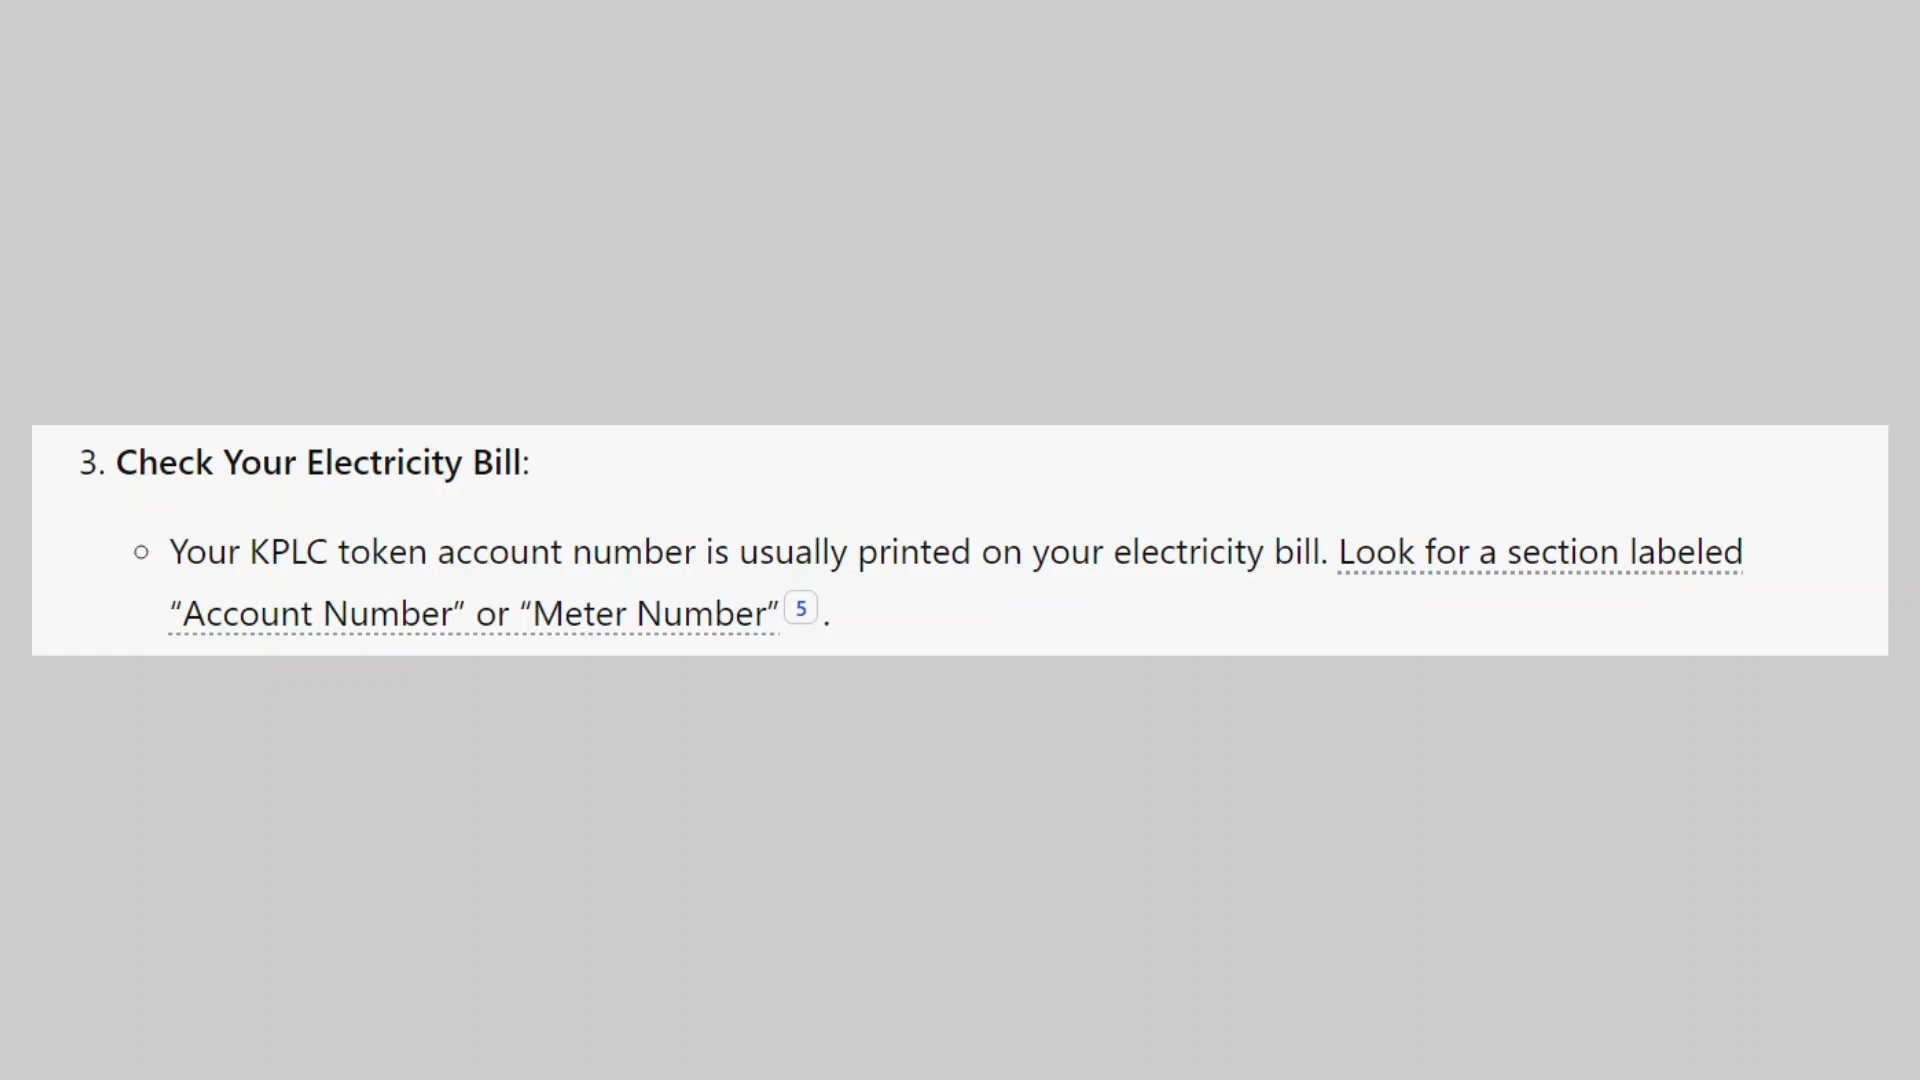 3. Check Your Electricity Bill:
○ Your KPLC token account number is usually printed on your electricity bill. Look for a section labeled
“Account Number” or “Meter Number” 5 .